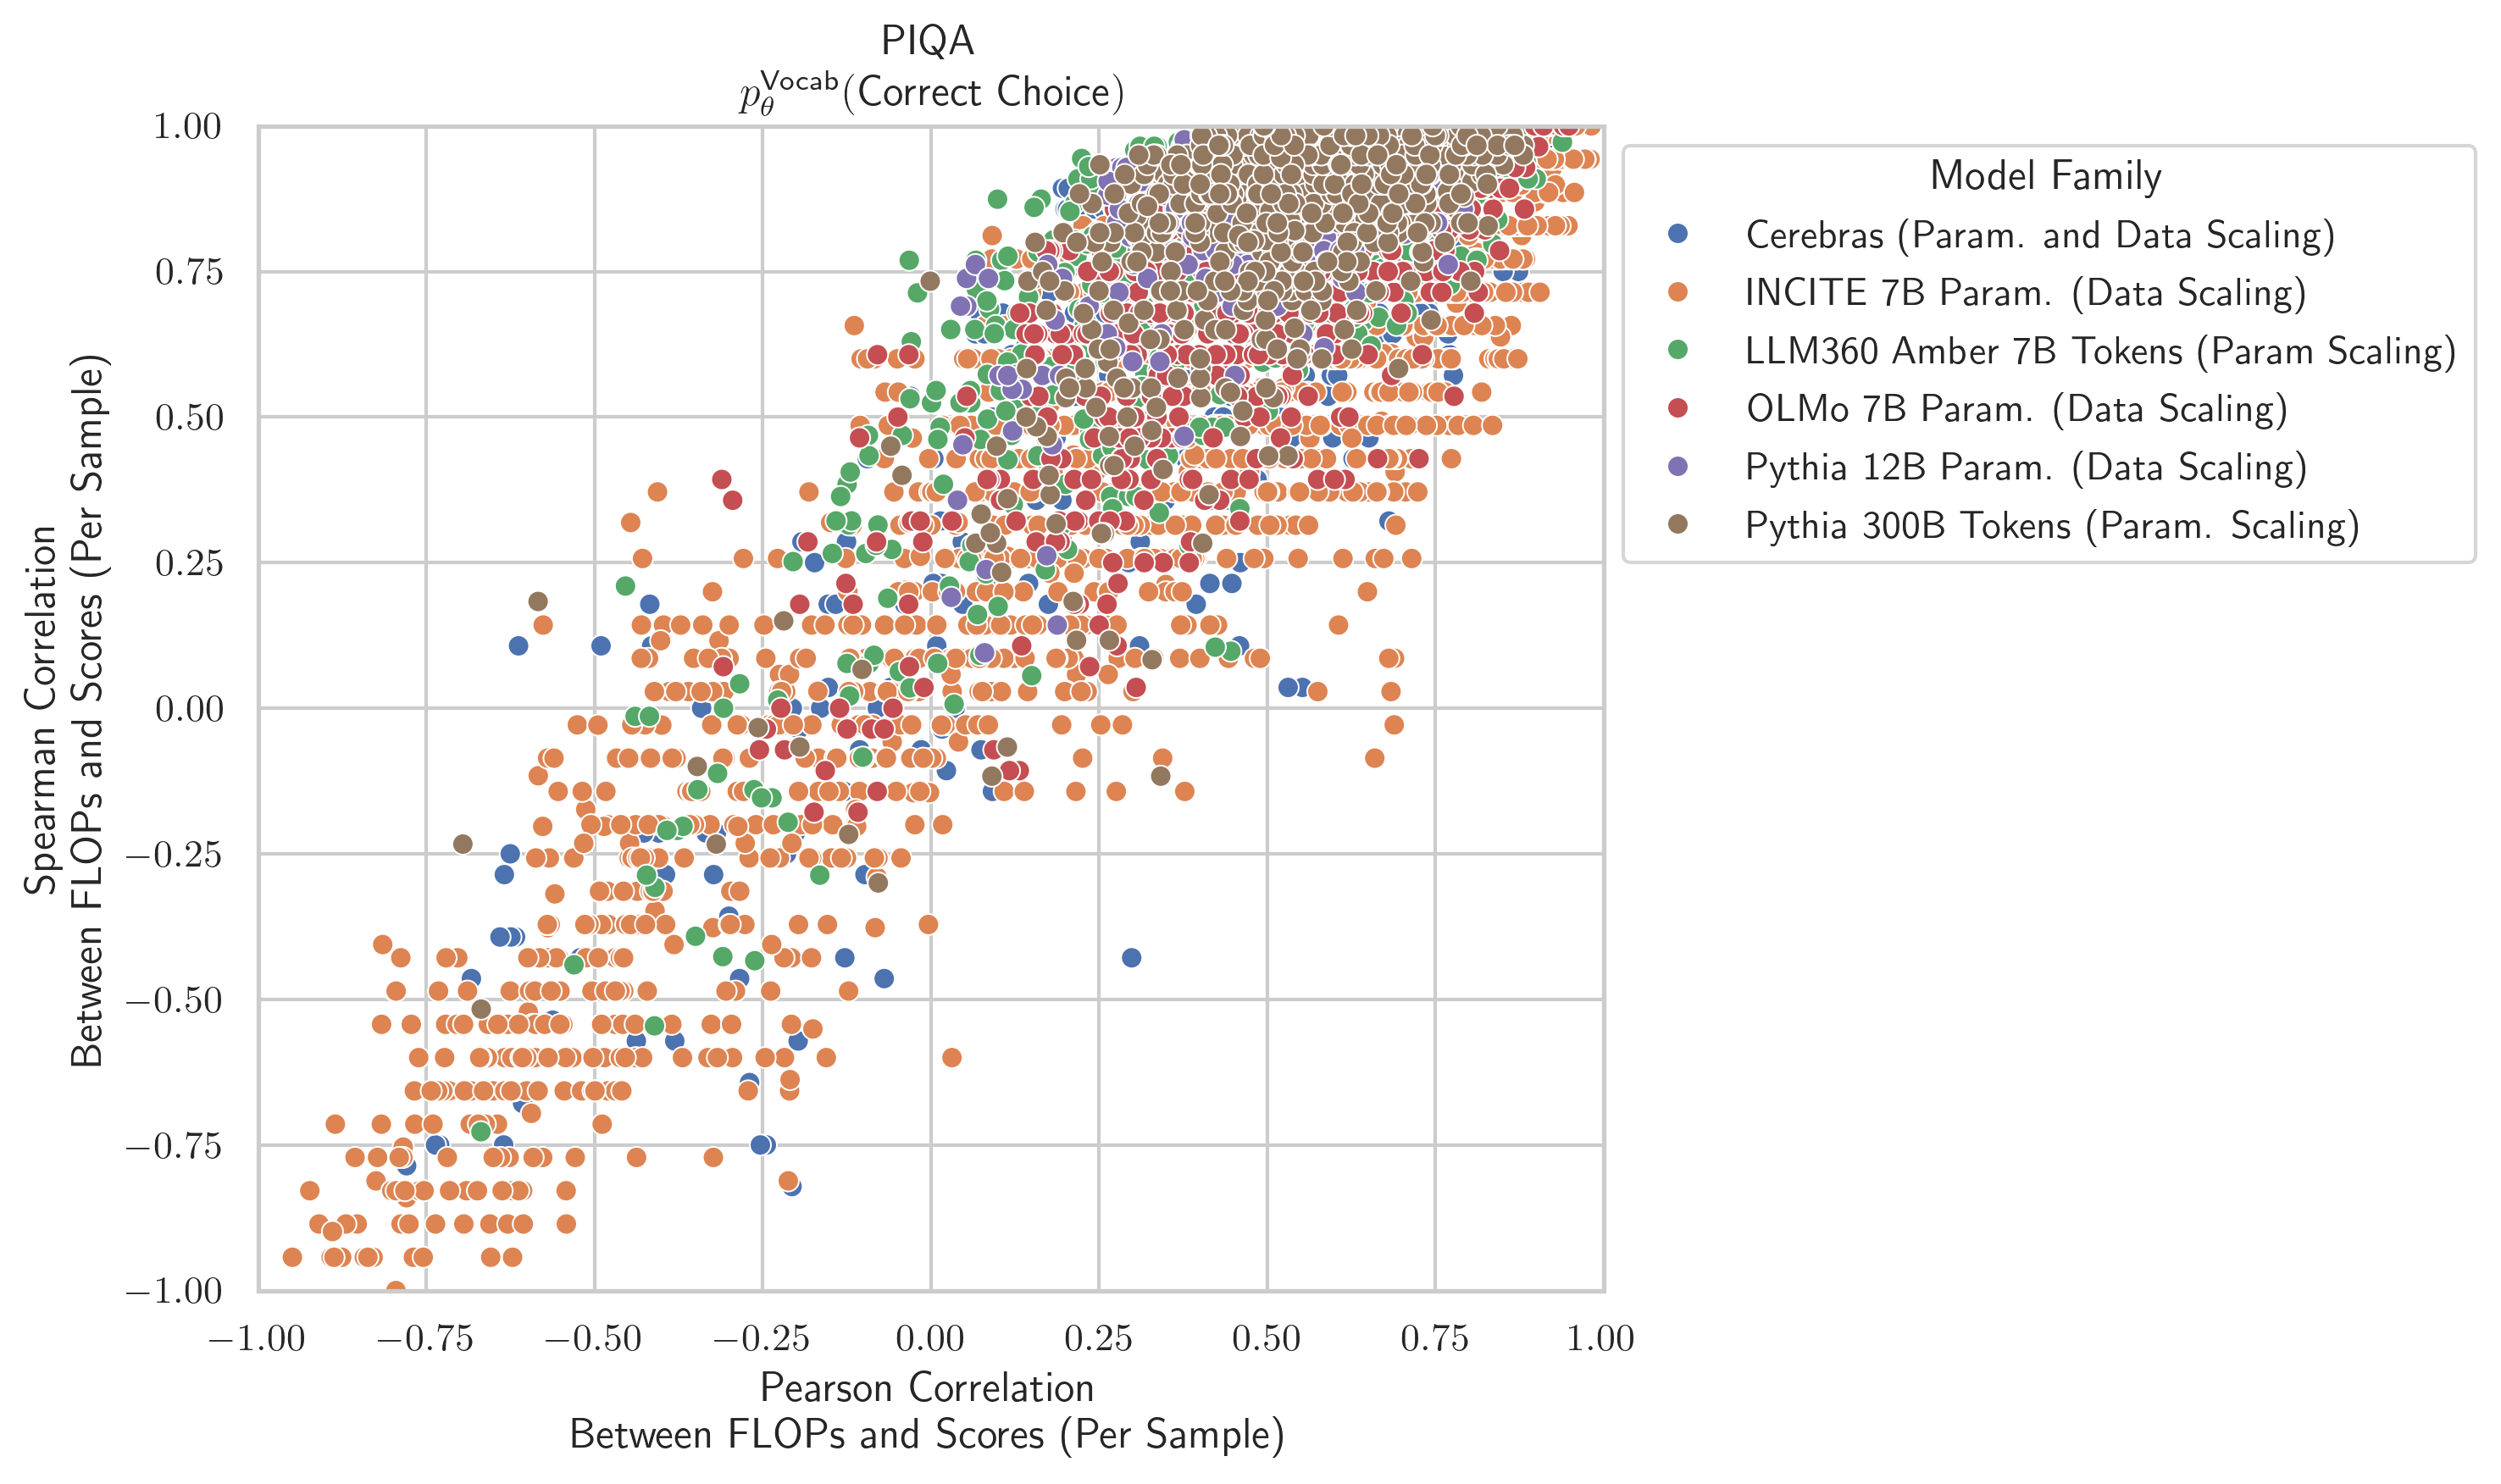 PIQA
p_θ^Vocab(Correct Choice)
1.00
0.75
0.50
0.25
0.00
−0.25
−0.50
−0.75
−1.00
Spearman Correlation
Between FLOPs and Scores (Per Sample)
−1.00 −0.75 −0.50 −0.25 0.00 0.25 0.50 0.75 1.00
Pearson Correlation
Between FLOPs and Scores (Per Sample)
Model Family
Cerebras (Param. and Data Scaling)
INCITE 7B Param. (Data Scaling)
LLM360 Amber 7B Tokens (Param Scaling)
OLMo 7B Param. (Data Scaling)
Pythia 12B Param. (Data Scaling)
Pythia 300B Tokens (Param. Scaling)